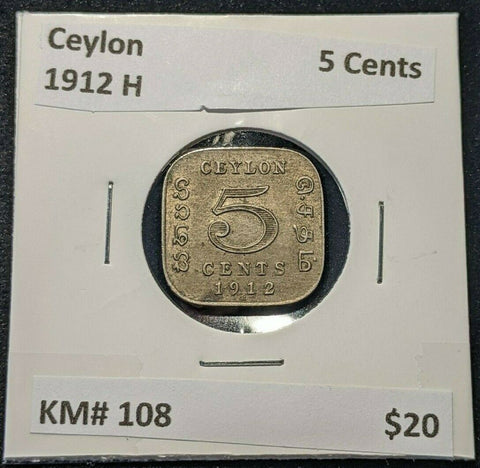 Ceylon
1912 H
5 Cents
CEYLON
5
CENTS
1912
KM# 108
$20